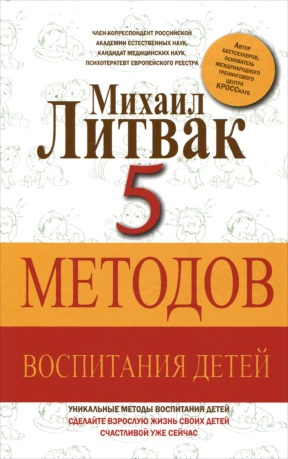 ЧЛЕН-КОРРЕСПОНДЕНТ РОССИЙСКОЙ
АКАДЕМИИ ЕСТЕСТВЕННЫХ НАУК,
КАНДИДАТ МЕДИЦИНСКИХ НАУК,
ПСИХОТЕРАПЕВТ ЕВРОПЕЙСКОГО РЕЕСТРА
АВТОР
БЕСТСЕЛЛЕРОВ,
ОСНОВАТЕЛЬ
МЕЖДУНАРОДНОГО
ТРЕНИНГОВОГО
ЦЕНТРА
КРОССКЛУБ
Михаил
Литвак
5
МЕТОДОВ
ВОСПИТАНИЯ ДЕТЕЙ
УНИКАЛЬНЫЕ МЕТОДЫ ВОСПИТАНИЯ ДЕТЕЙ
СДЕЛАЙТЕ ВЗРОСЛУЮ ЖИЗНЬ СВОИХ ДЕТЕЙ
СЧАСТЛИВОЙ УЖЕ СЕЙЧАС